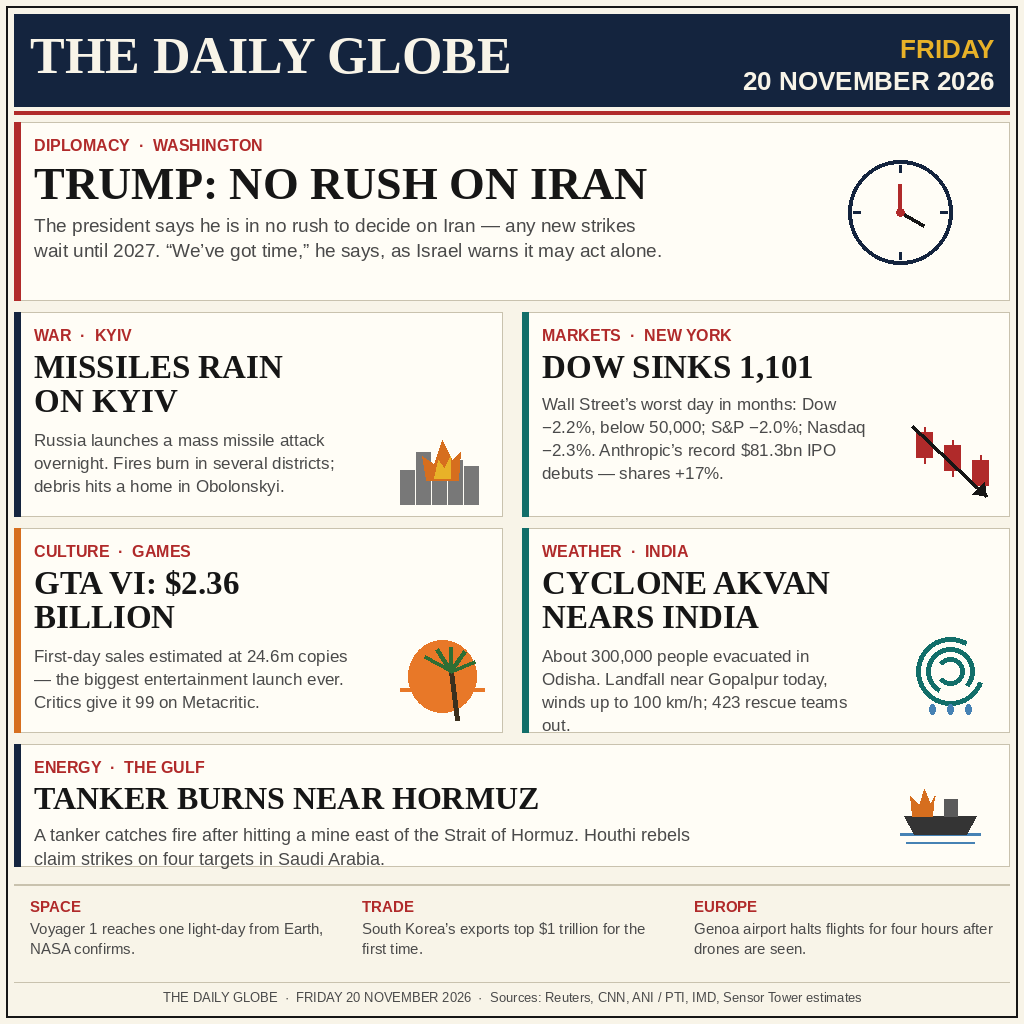 THE DAILY GLOBE
FRIDAY
20 NOVEMBER 2026
DIPLOMACY · WASHINGTON
TRUMP: NO RUSH ON IRAN
The president says he is in no rush to decide on Iran — any new strikes
wait until 2027. “We’ve got time,” he says, as Israel warns it may act alone.
WAR · KYIV
MISSILES RAIN
ON KYIV
Russia launches a mass missile attack
overnight. Fires burn in several districts;
debris hits a home in Obolonskyi.
MARKETS · NEW YORK
DOW SINKS 1,101
Wall Street’s worst day in months: Dow
−2.2%, below 50,000; S&P −2.0%; Nasdaq
−2.3%. Anthropic’s record $81.3bn IPO
debuts — shares +17%.
CULTURE · GAMES
GTA VI: $2.36
BILLION
First-day sales estimated at 24.6m copies
— the biggest entertainment launch ever.
Critics give it 99 on Metacritic.
WEATHER · INDIA
CYCLONE AKVAN
NEARS INDIA
About 300,000 people evacuated in
Odisha. Landfall near Gopalpur today,
winds up to 100 km/h; 423 rescue teams
out.
ENERGY · THE GULF
TANKER BURNS NEAR HORMUZ
A tanker catches fire after hitting a mine east of the Strait of Hormuz. Houthi rebels
claim strikes on four targets in Saudi Arabia.
SPACE
Voyager 1 reaches one light-day from Earth,
NASA confirms.
TRADE
South Korea’s exports top $1 trillion for the
first time.
EUROPE
Genoa airport halts flights for four hours after
drones are seen.
THE DAILY GLOBE · FRIDAY 20 NOVEMBER 2026 · Sources: Reuters, CNN, ANI / PTI, IMD, Sensor Tower estimates